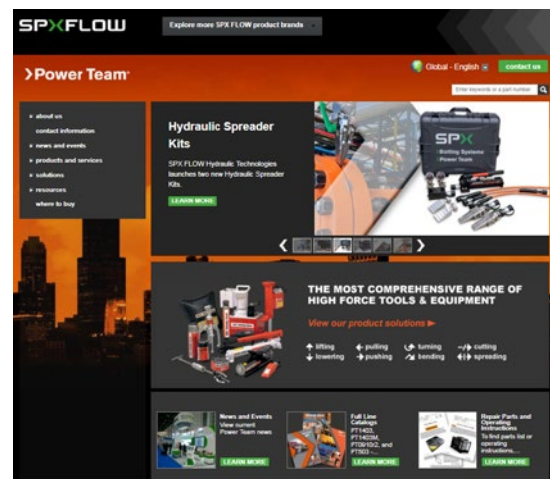 SPXFLOW
Explore more SPX FLOW product brands
Global - English
contact us
>Power Team
Enter keywords or a part number
about us
contact information
news and events
products and services
solutions
resources
where to buy
Hydraulic Spreader
Kits
SPX FLOW Hydraulic Technologies
launches two new Hydraulic Spreader
Kits.
LEARN MORE
SPX
Bolting Systems
Power Team
THE MOST COMPREHENSIVE RANGE OF
HIGH FORCE TOOLS & EQUIPMENT
View our product solutions
lifting pulling turning cutting
lowering pushing bending spreading
News and Events
View current
Power Team news
LEARN MORE
Full Line
Catalogs
PT1403,
PT1403M,
PT0910/2, and
PT503 -...
LEARN MORE
Repair Parts and
Operating
Instructions
To find parts list or
operating
instructions,...
LEARN MORE